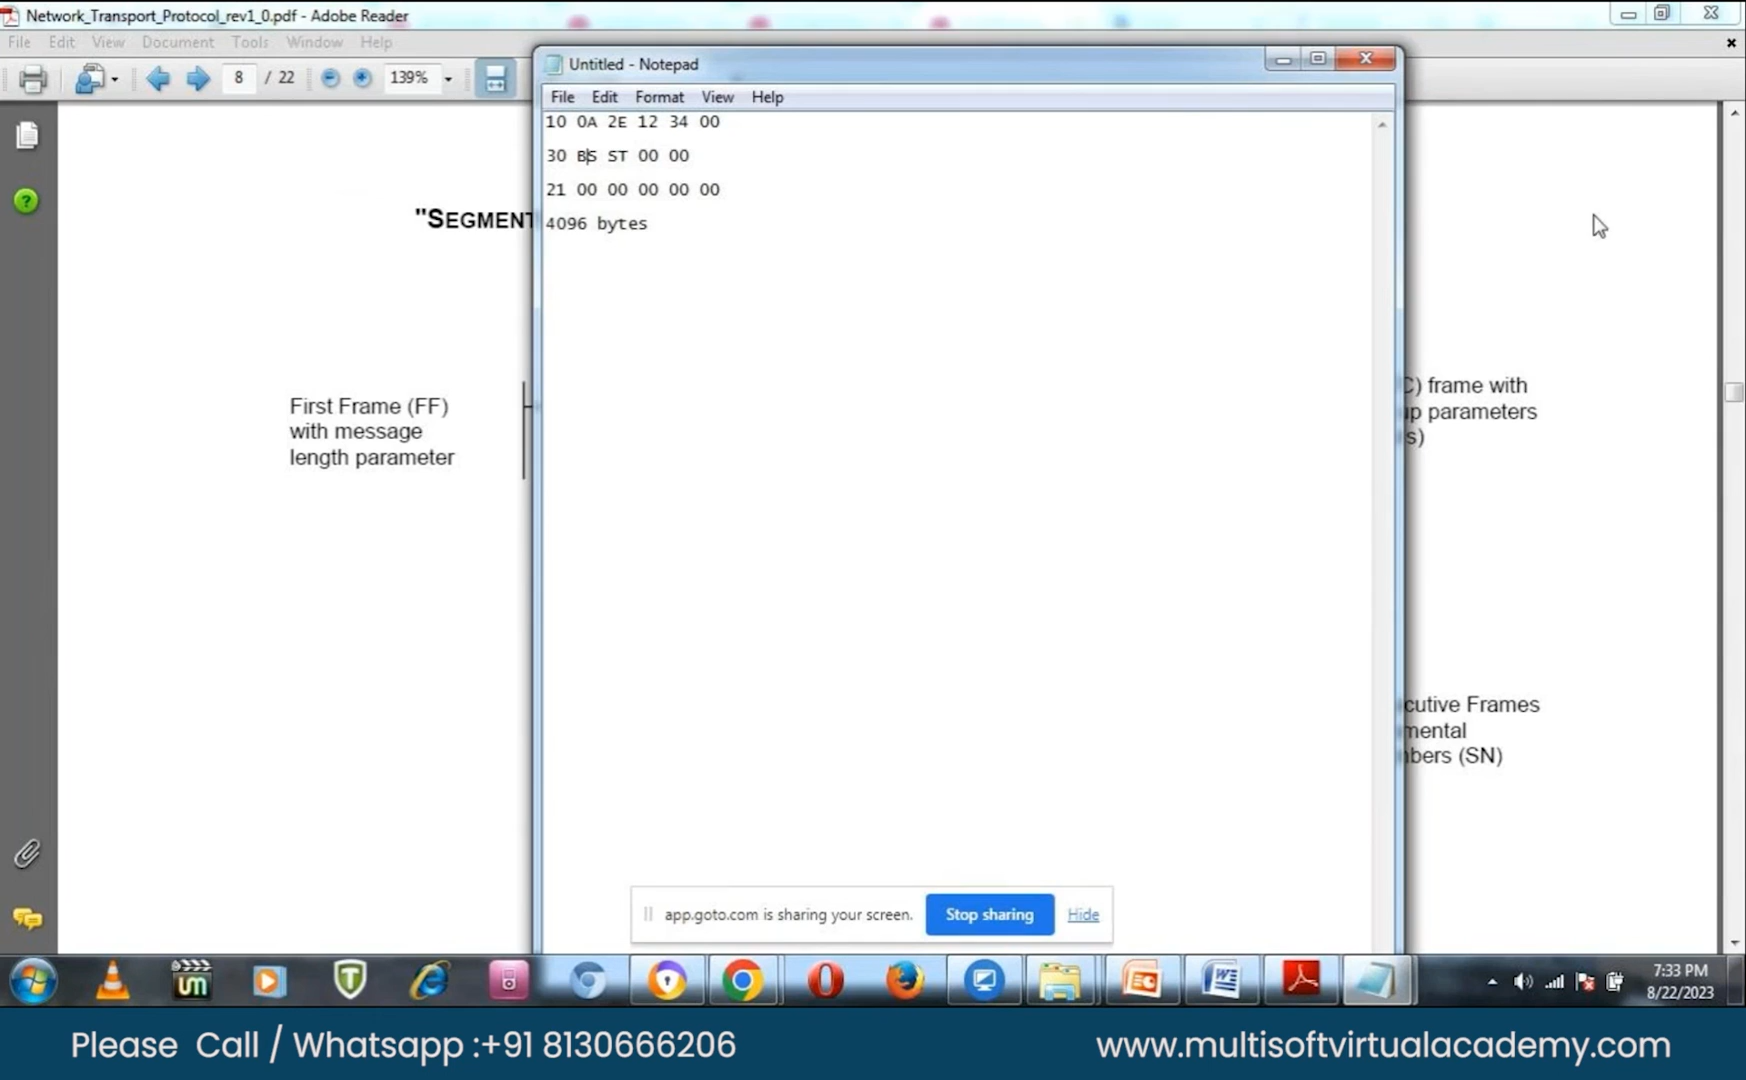 Network_Transport_Protocol_rev1_0.pdf - Adobe Reader
File Edit View Document Tools Window Help
8 / 22 139%
Untitled - Notepad
File Edit Format View Help
10 0A 2E 12 34 00
30 BS ST 00 00
21 00 00 00 00 00
4096 bytes
"SEGMENT
First Frame (FF)
with message
length parameter
C) frame with
up parameters
s)
cutive Frames
mental
nbers (SN)
app.goto.com is sharing your screen. Stop sharing Hide
um
7:33 PM
8/22/2023
Please Call / Whatsapp :+91 8130666206
www.multisoftvirtualacademy.com